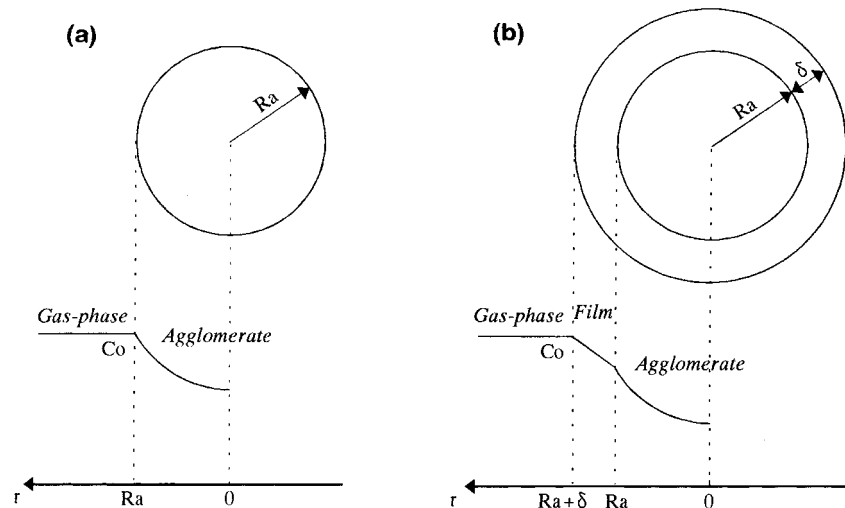 (a)
Ra
Gas-phase
Co
Agglomerate
r
Ra
0
(b)
Ra
δ
Gas-phase
Film
Co
Agglomerate
r
Ra + δ
Ra
0